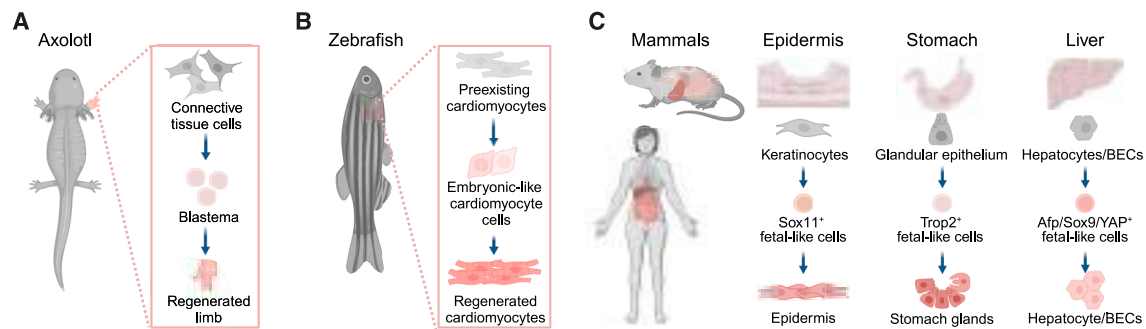 A
Axolotl
Connective
tissue cells
Blastema
Regenerated
limb
B
Zebrafish
Preexisting
cardiomyocytes
Embryonic-like
cardiomyocyte
cells
Regenerated
cardiomyocytes
C
Mammals
Epidermis
Keratinocytes
Sox11⁺
fetal-like cells
Epidermis
Stomach
Glandular epithelium
Trop2⁺
fetal-like cells
Stomach glands
Liver
Hepatocytes/BECs
Afp/Sox9/YAP⁺
fetal-like cells
Hepatocyte/BECs